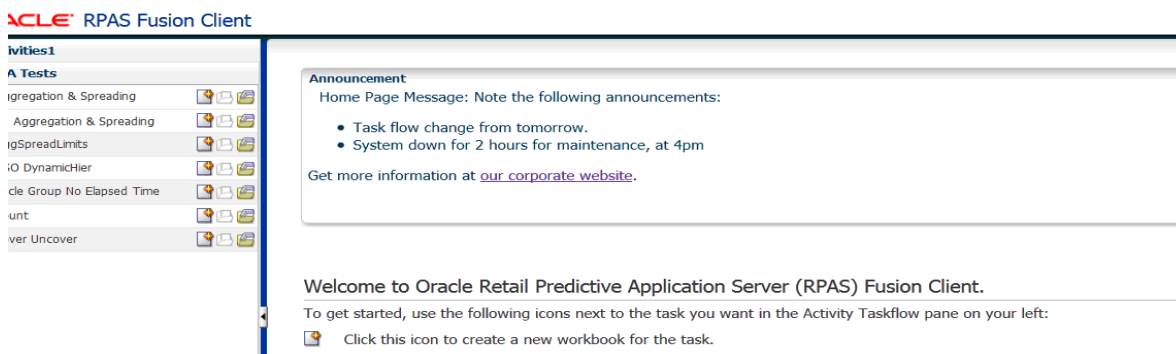 ACLE RPAS Fusion Client
ivities1
A Tests
ggregation & Spreading
Aggregation & Spreading
ggSpreadLimits
SO DynamicHier
cle Group No Elapsed Time
ount
ver Uncover
Announcement
Home Page Message: Note the following announcements:
• Task flow change from tomorrow.
• System down for 2 hours for maintenance, at 4pm
Get more information at our corporate website.
Welcome to Oracle Retail Predictive Application Server (RPAS) Fusion Client.
To get started, use the following icons next to the task you want in the Activity Taskflow pane on your left:
Click this icon to create a new workbook for the task.